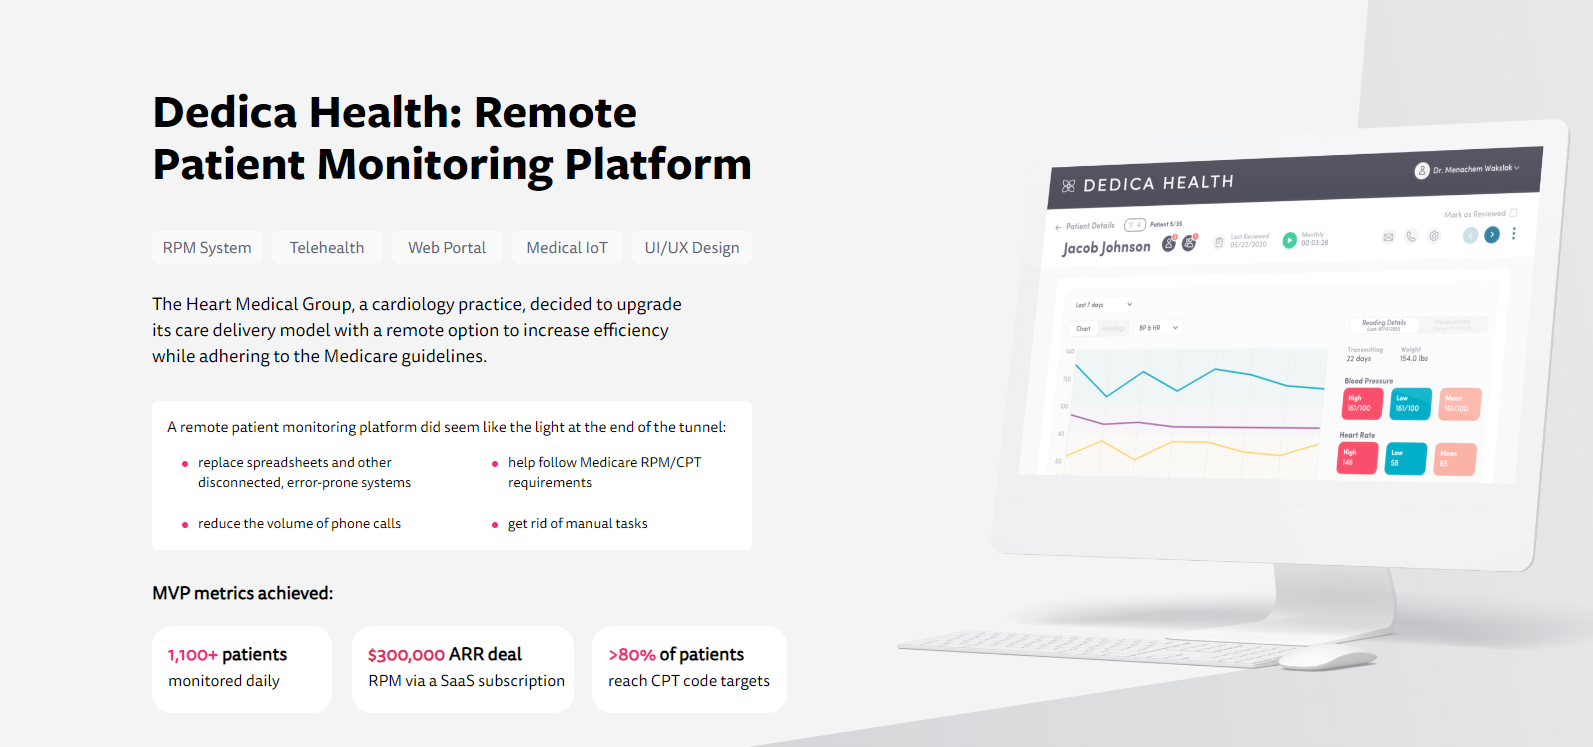 Dedica Health: Remote
Patient Monitoring Platform
RPM System
Telehealth
Web Portal
Medical IoT
UI/UX Design
The Heart Medical Group, a cardiology practice, decided to upgrade
its care delivery model with a remote option to increase efficiency
while adhering to the Medicare guidelines.
A remote patient monitoring platform did seem like the light at the end of the tunnel:
replace spreadsheets and other
disconnected, error-prone systems
help follow Medicare RPM/CPT
requirements
reduce the volume of phone calls
get rid of manual tasks
MVP metrics achieved:
1,100+ patients
monitored daily
$300,000 ARR deal
RPM via a SaaS subscription
>80% of patients
reach CPT code targets
DEDICA HEALTH
Dr. Menachem Wakslak
← Patient Details
4
Patient 5/35
Mark as Reviewed
Jacob Johnson
Last Reviewed
05/22/2020
Monthly
00:03:28
Last 7 days
Chart
Readings
BP & HR
Reading Details
Medications
Transmitting
22 days
Weight
154.0 lbs
140
120
100
80
60
Blood Pressure
High
161/100
Low
161/100
Mean
161/100
Heart Rate
High
146
Low
58
Mean
85